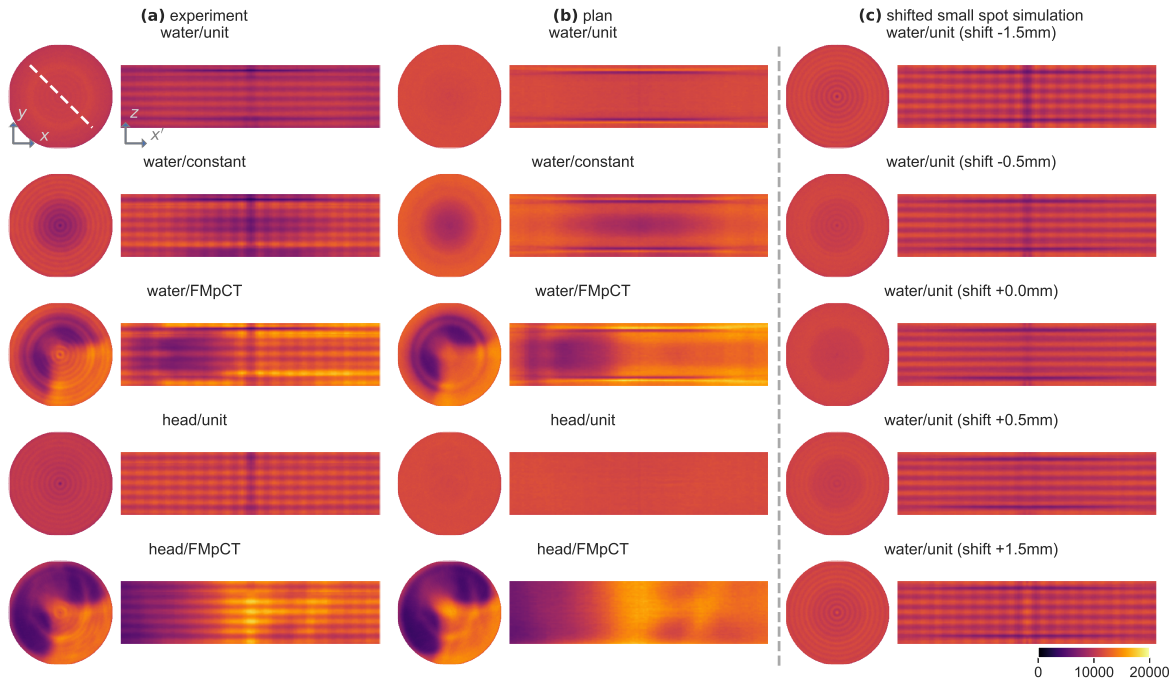 (a) experiment
water/unit
(b) plan
water/unit
(c) shifted small spot simulation
water/unit (shift -1.5mm)
y
x
z
x′
water/constant
water/constant
water/unit (shift -0.5mm)
water/FMpCT
water/FMpCT
water/unit (shift +0.0mm)
head/unit
head/unit
water/unit (shift +0.5mm)
head/FMpCT
head/FMpCT
water/unit (shift +1.5mm)
0 10000 20000